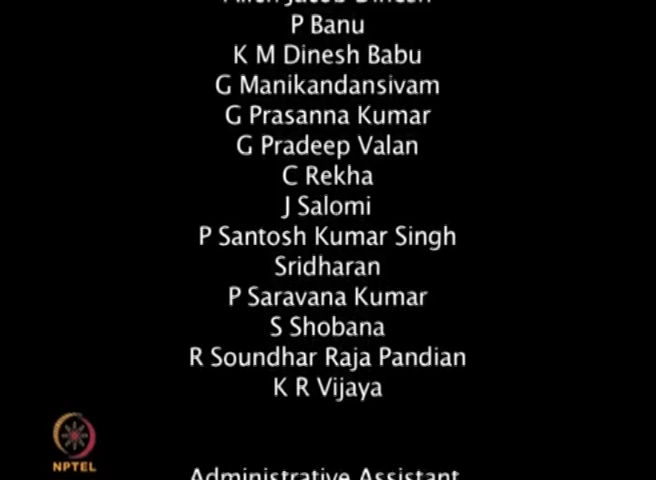 P Banu
K M Dinesh Babu
G Manikandansivam
G Prasanna Kumar
G Pradeep Valan
C Rekha
J Salomi
P Santosh Kumar Singh
Sridharan
P Saravana Kumar
S Shobana
R Soundhar Raja Pandian
K R Vijaya
NPTEL
Administrative Assistant